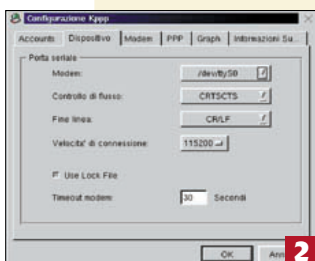 Configurazione Kppp
Accounts Dispositivo Modem PPP Graph Informazioni Su...
Porta seriale
Modem: /dev/ttyS0
Controllo di flusso: CRTSCTS
Fine linea: CR/LF
Velocita' di connessione: 115200
Use Lock File
Timeout modem: 30 Secondi
OK Ann
2